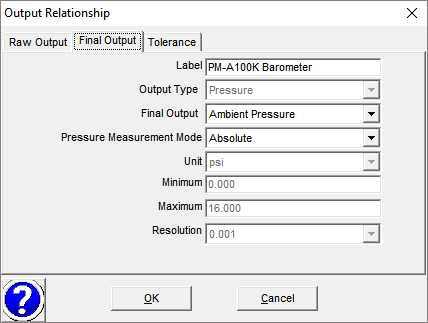 Output Relationship
Raw Output Final Output Tolerance
Label PM-A100K Barometer
Output Type Pressure
Final Output Ambient Pressure
Pressure Measurement Mode Absolute
Unit psi
Minimum 0.000
Maximum 16.000
Resolution 0.001
? OK Cancel